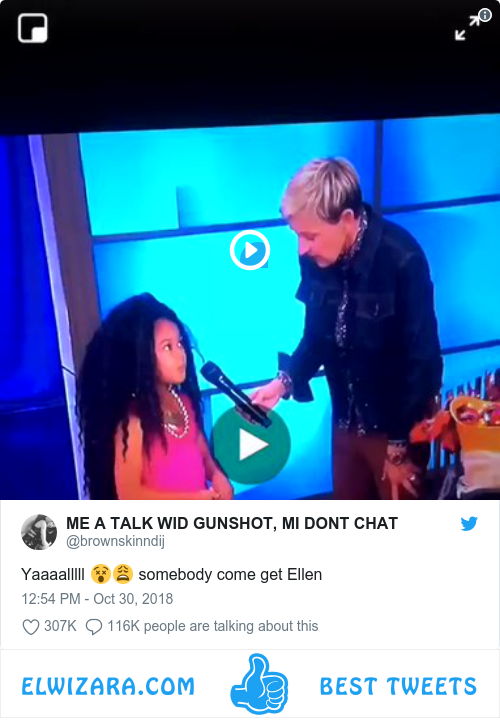 ME A TALK WID GUNSHOT, MI DONT CHAT
@brownskinndij
Yaaaalllll 😵😩 somebody come get Ellen
12:54 PM - Oct 30, 2018
307K 116K people are talking about this
ELWIZARA.COM BEST TWEETS